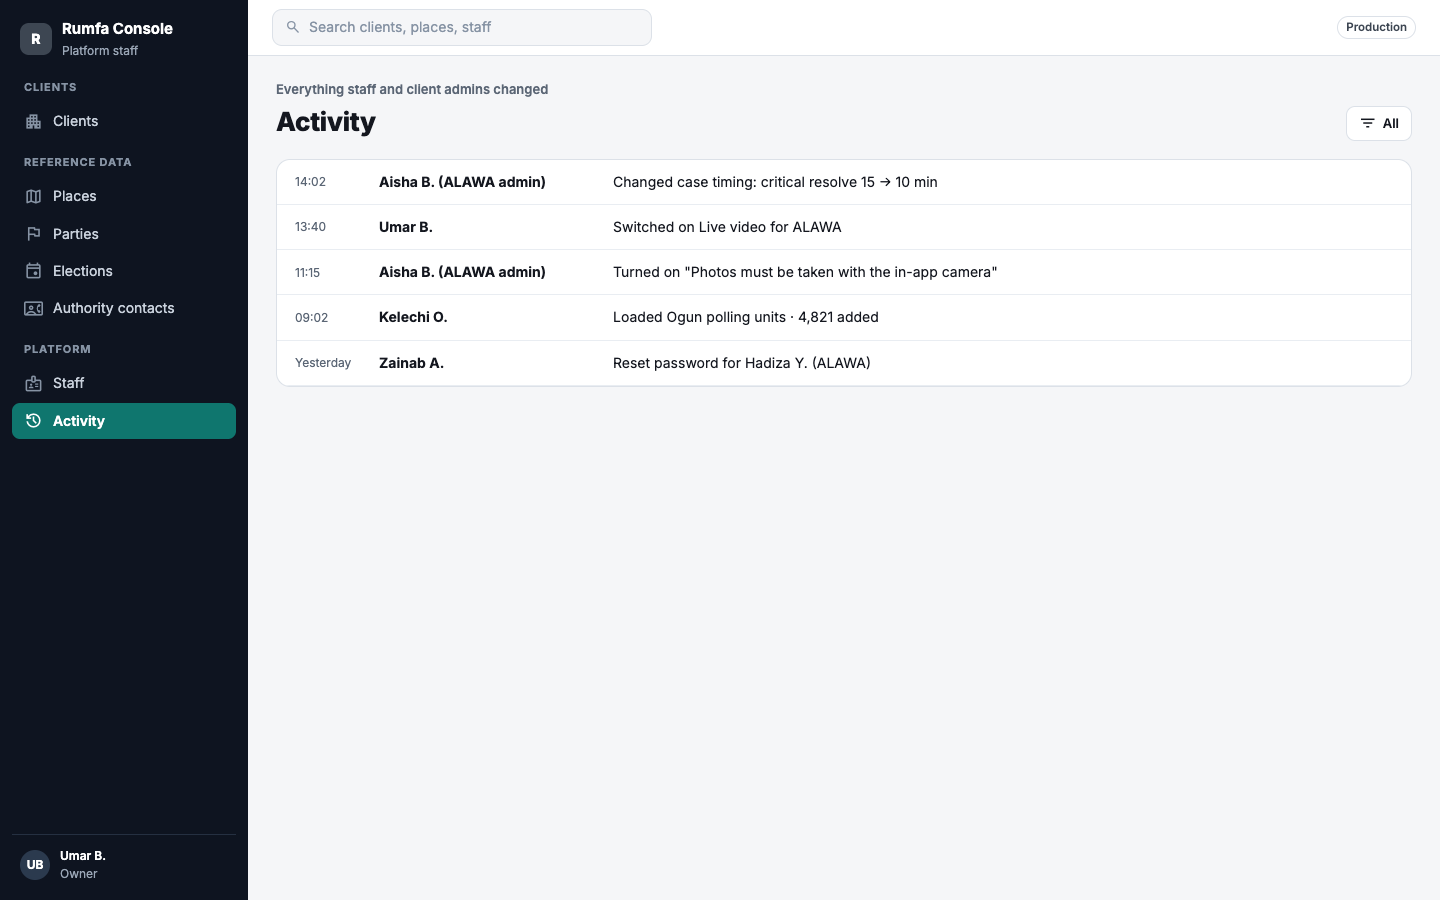 R
Rumfa Console
Platform staff
CLIENTS
Clients
REFERENCE DATA
Places
Parties
Elections
Authority contacts
PLATFORM
Staff
Activity
UB
Umar B.
Owner
Search clients, places, staff
Production
Everything staff and client admins changed
Activity
All
14:02 Aisha B. (ALAWA admin) Changed case timing: critical resolve 15 → 10 min
13:40 Umar B. Switched on Live video for ALAWA
11:15 Aisha B. (ALAWA admin) Turned on "Photos must be taken with the in-app camera"
09:02 Kelechi O. Loaded Ogun polling units · 4,821 added
Yesterday Zainab A. Reset password for Hadiza Y. (ALAWA)